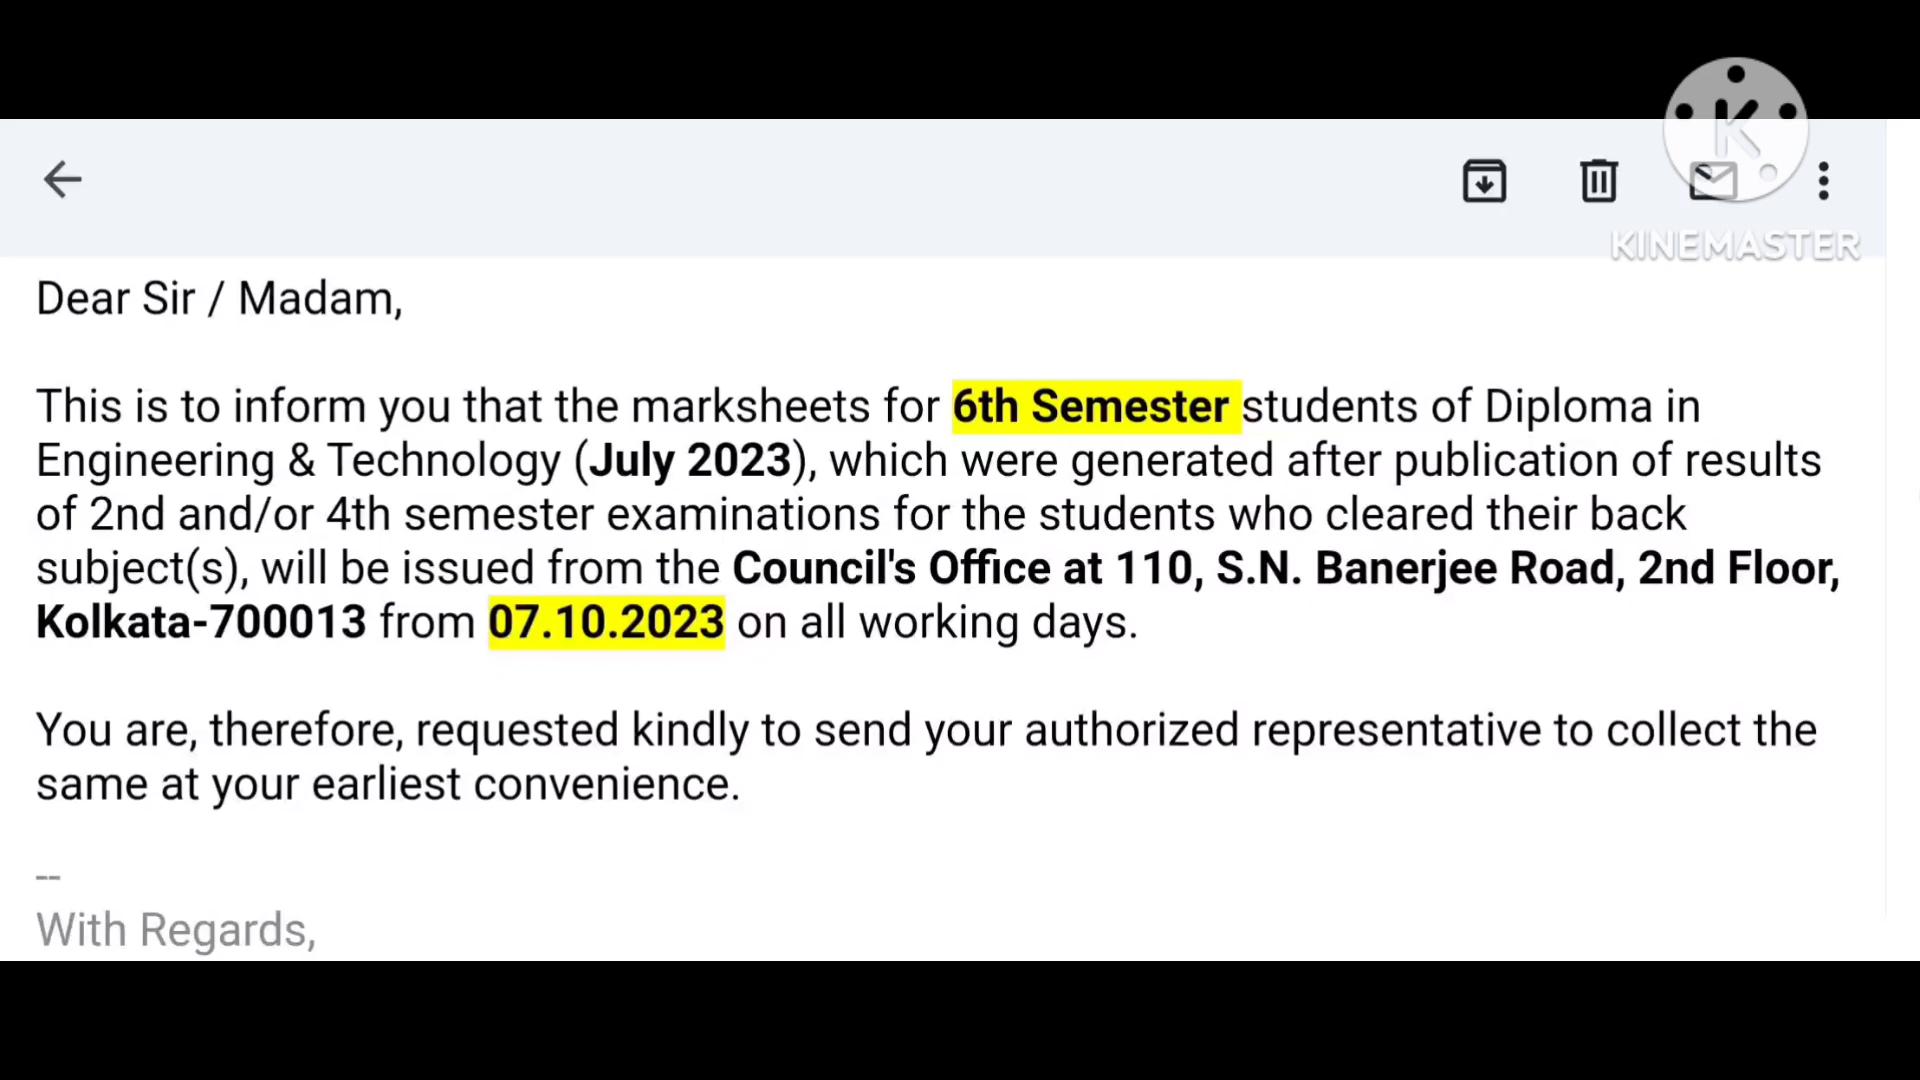 K
KINEMASTER
Dear Sir / Madam,
This is to inform you that the marksheets for 6th Semester students of Diploma in
Engineering & Technology (July 2023), which were generated after publication of results
of 2nd and/or 4th semester examinations for the students who cleared their back
subject(s), will be issued from the Council's Office at 110, S.N. Banerjee Road, 2nd Floor,
Kolkata-700013 from 07.10.2023 on all working days.
You are, therefore, requested kindly to send your authorized representative to collect the
same at your earliest convenience.
--
With Regards,